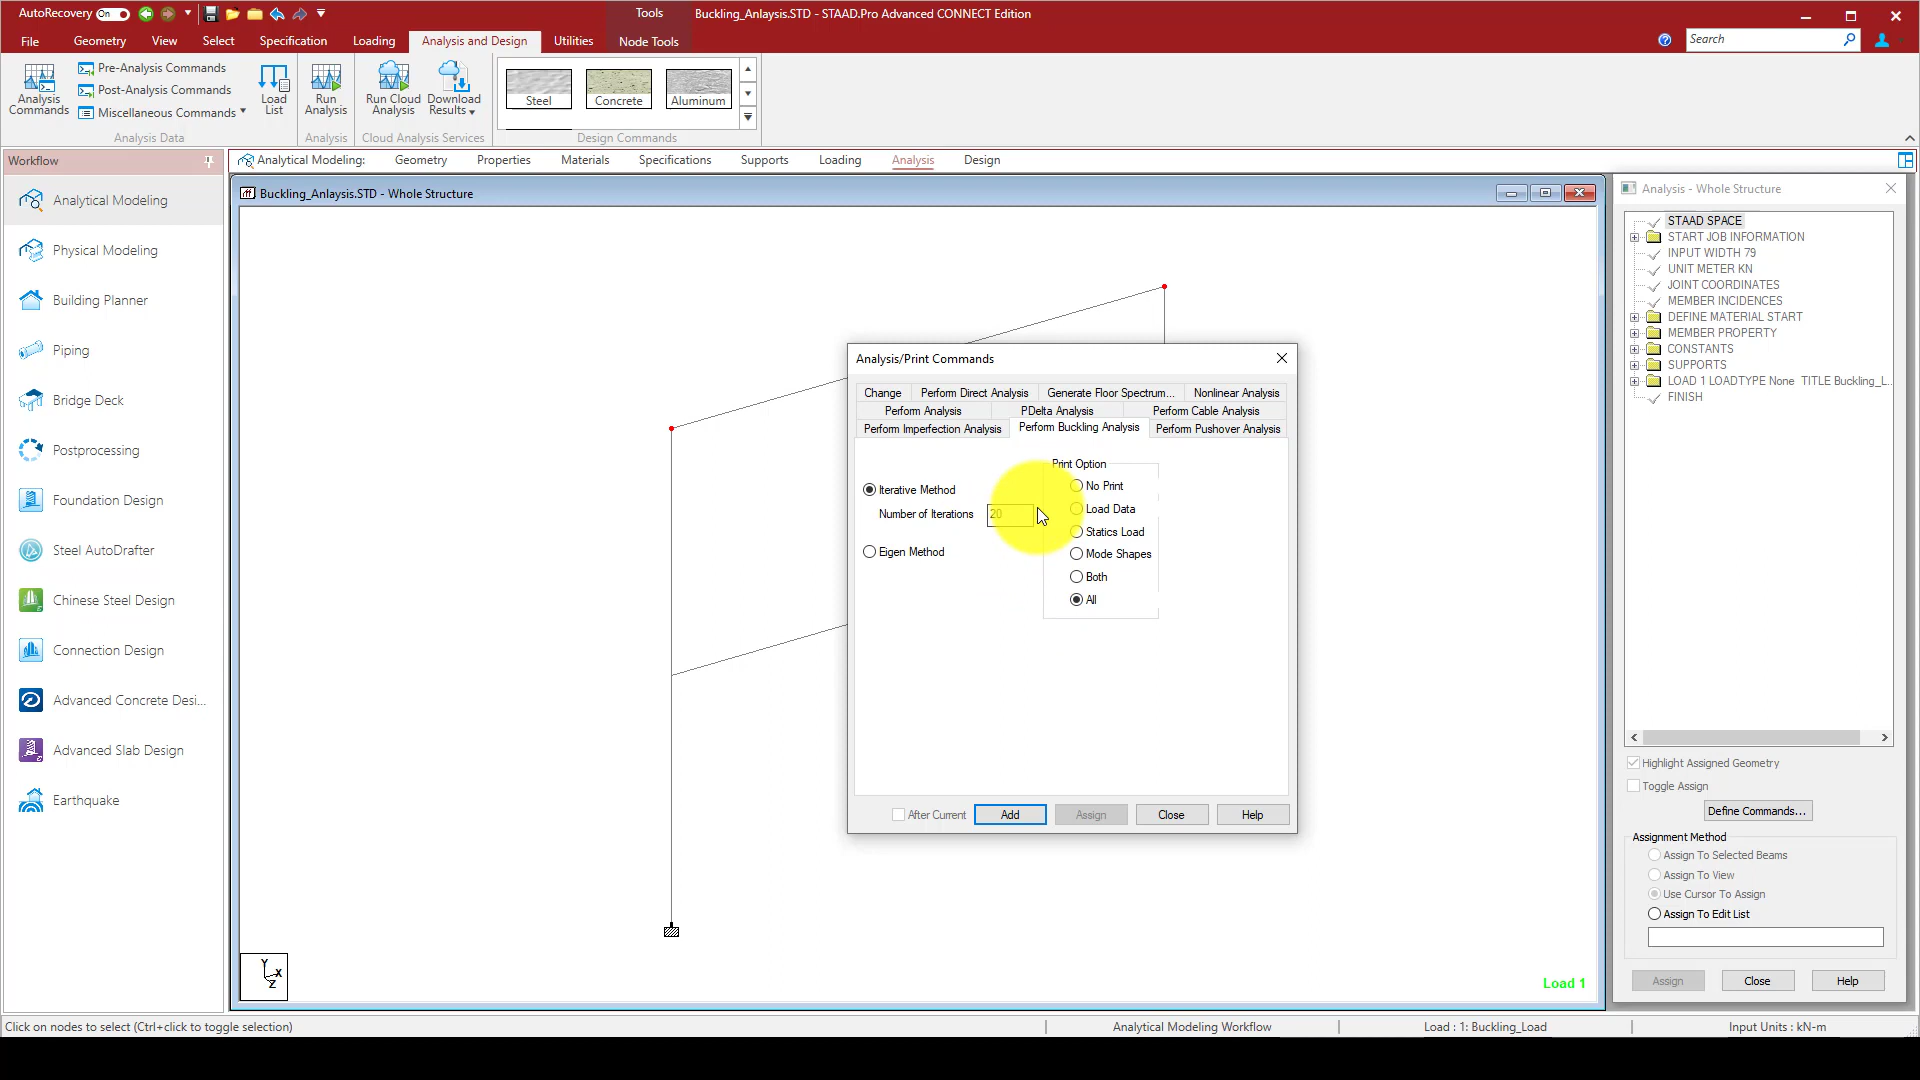 AutoRecovery On
Tools
Buckling_Anlaysis.STD - STAAD.Pro Advanced CONNECT Edition
File
Geometry
View
Select
Specification
Loading
Analysis and Design
Utilities
Node Tools
Search
Analysis Commands
Pre-Analysis Commands
Post-Analysis Commands
Miscellaneous Commands
Load List
Run Analysis
Run Cloud Analysis
Download Results
Steel
Concrete
Aluminum
Analysis Data
Analysis
Cloud Analysis Services
Design Commands
Workflow
Analytical Modeling:
Geometry
Properties
Materials
Specifications
Supports
Loading
Analysis
Design
Analytical Modeling
Physical Modeling
Building Planner
Piping
Bridge Deck
Postprocessing
Foundation Design
Steel AutoDrafter
Chinese Steel Design
Connection Design
Advanced Concrete Desi...
Advanced Slab Design
Earthquake
Buckling_Anlaysis.STD - Whole Structure
Analysis/Print Commands
Change
Perform Direct Analysis
Generate Floor Spectrum...
Nonlinear Analysis
Perform Analysis
PDelta Analysis
Perform Cable Analysis
Perform Imperfection Analysis
Perform Buckling Analysis
Perform Pushover Analysis
Iterative Method
Number of Iterations
20
Eigen Method
Print Option
No Print
Load Data
Statics Load
Mode Shapes
Both
All
After Current
Add
Assign
Close
Help
Y
X
Z
Load 1
Analysis - Whole Structure
STAAD SPACE
START JOB INFORMATION
INPUT WIDTH 79
UNIT METER KN
JOINT COORDINATES
MEMBER INCIDENCES
DEFINE MATERIAL START
MEMBER PROPERTY
CONSTANTS
SUPPORTS
LOAD 1 LOADTYPE None TITLE Buckling_L...
FINISH
Highlight Assigned Geometry
Toggle Assign
Define Commands...
Assignment Method
Assign To Selected Beams
Assign To View
Use Cursor To Assign
Assign To Edit List
Assign
Close
Help
Click on nodes to select (Ctrl+click to toggle selection)
Analytical Modeling Workflow
Load : 1: Buckling_Load
Input Units : kN-m